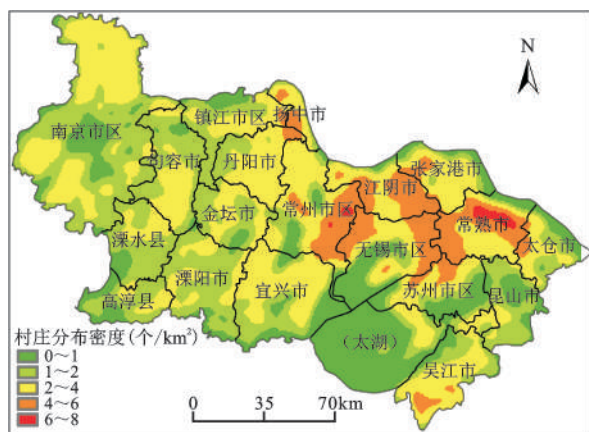 N
镇江市区
扬中市
南京市区
句容市
丹阳市
张家港市
江阴市
金坛市
常州市区
常熟市
太仓市
溧水县
无锡市区
溧阳市
宜兴市
苏州市区
昆山市
高淳县
(太湖)
吴江市
村庄分布密度(个/km²)
0～1
1～2
2～4
4～6
6～8
0 35 70km